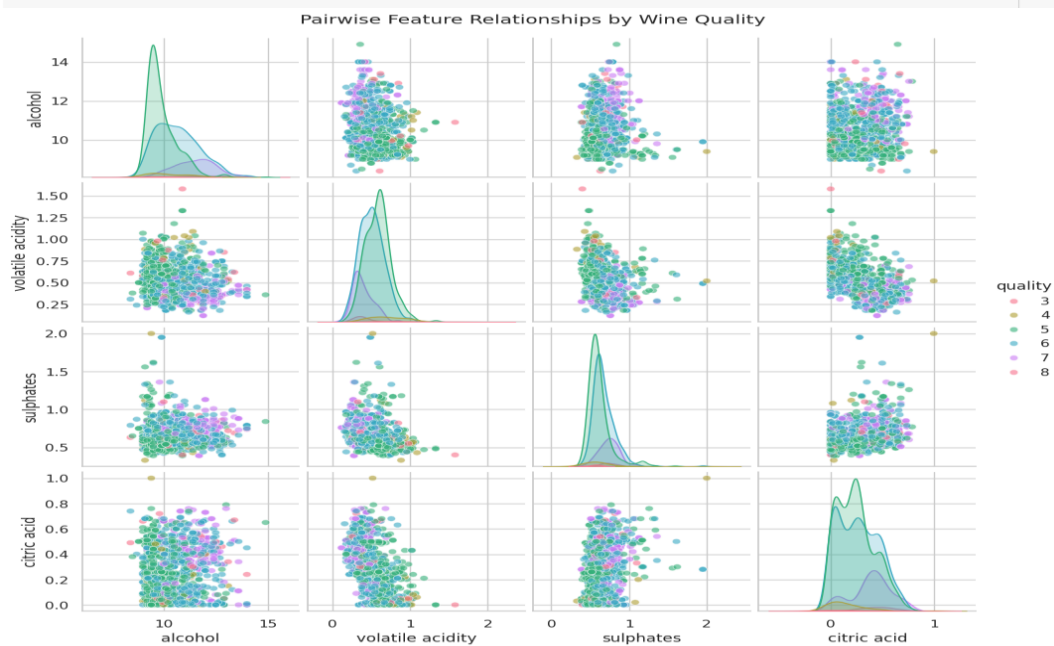 Pairwise Feature Relationships by Wine Quality
alcohol
14
12
10
volatile acidity
1.50
1.25
1.00
0.75
0.50
0.25
sulphates
2.0
1.5
1.0
0.5
citric acid
1.0
0.8
0.6
0.4
0.2
0.0
10 15
0 1 2
0 1 2
0 1
alcohol
volatile acidity
sulphates
citric acid
quality
3
4
5
6
7
8